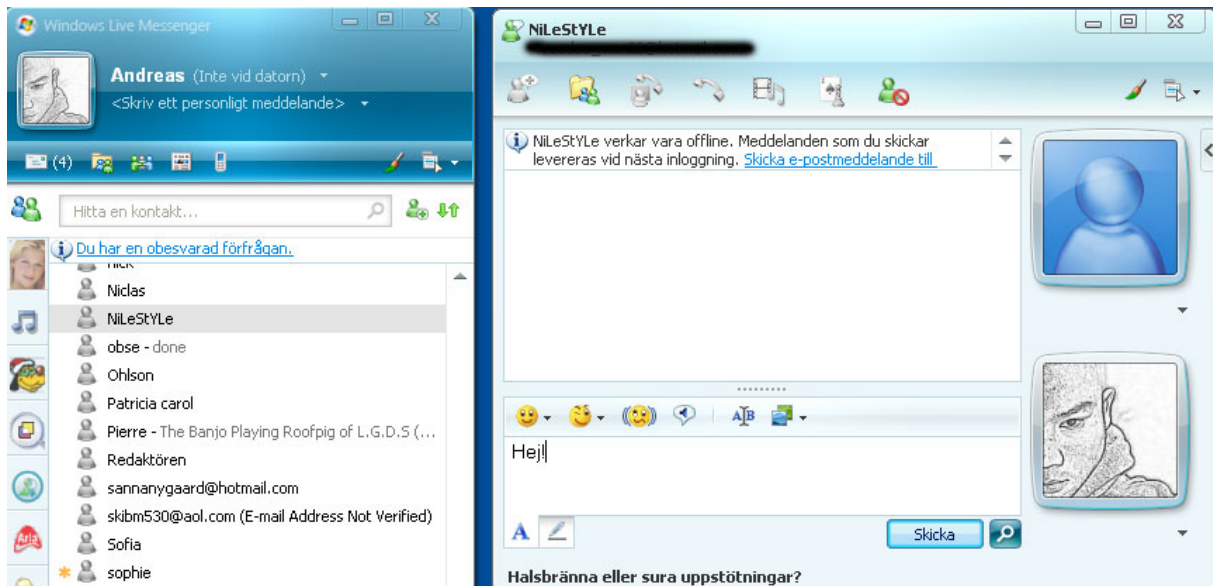 Windows Live Messenger
Andreas (Inte vid datorn)
<Skriv ett personligt meddelande>
(4)
Hitta en kontakt...
Du har en obesvarad förfrågan.
nick
Niclas
NiLeStYLe
obse - done
Ohlson
Patricia carol
Pierre - The Banjo Playing Roofpig of L.G.D.S (...
Redaktören
sannanygaard@hotmail.com
skibm530@aol.com (E-mail Address Not Verified)
Sofia
sophie
Arla
NiLeStYLe
NiLeStYLe verkar vara offline. Meddelanden som du skickar
levereras vid nästa inloggning. Skicka e-postmeddelande till
AB
Hej!
A
Skicka
Halsbränna eller sura uppstötningar?